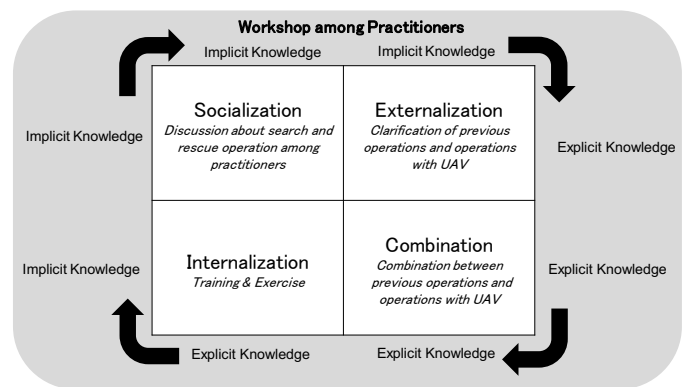 Workshop among Practitioners
Implicit Knowledge
Implicit Knowledge
Implicit Knowledge
Socialization
Discussion about search and
rescue operation among
practitioners
Externalization
Clarification of previous
operations and operations
with UAV
Explicit Knowledge
Implicit Knowledge
Internalization
Training & Exercise
Combination
Combination between
previous operations and
operations with UAV
Explicit Knowledge
Explicit Knowledge
Explicit Knowledge